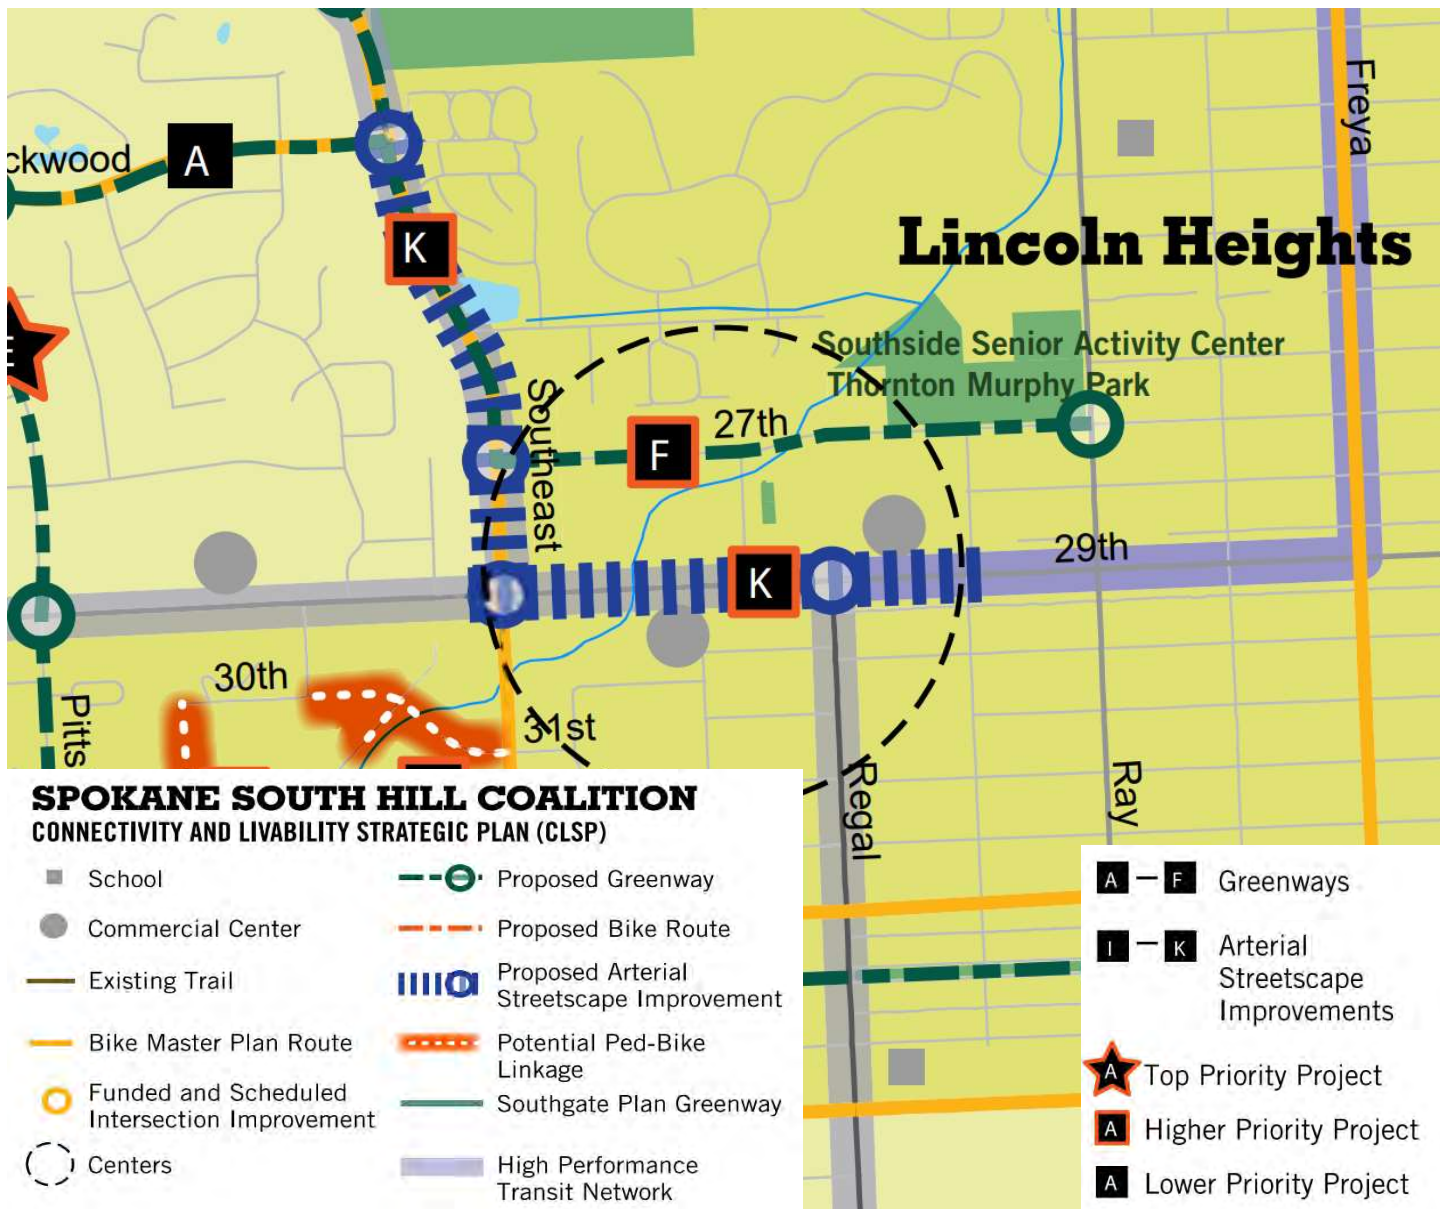 Freya
ckwood
A
K
Lincoln Heights
Southside Senior Activity Center
Thornton Murphy Park
E
Southeast
27th
F
29th
K
30th
31st
Pitts
Regal
Ray
SPOKANE SOUTH HILL COALITION
CONNECTIVITY AND LIVABILITY STRATEGIC PLAN (CLSP)
School
Commercial Center
Existing Trail
Bike Master Plan Route
Funded and Scheduled
Intersection Improvement
Centers
Proposed Greenway
Proposed Bike Route
Proposed Arterial
Streetscape Improvement
Potential Ped-Bike
Linkage
Southgate Plan Greenway
High Performance
Transit Network
A – F Greenways
I – K Arterial
Streetscape
Improvements
A Top Priority Project
A Higher Priority Project
A Lower Priority Project